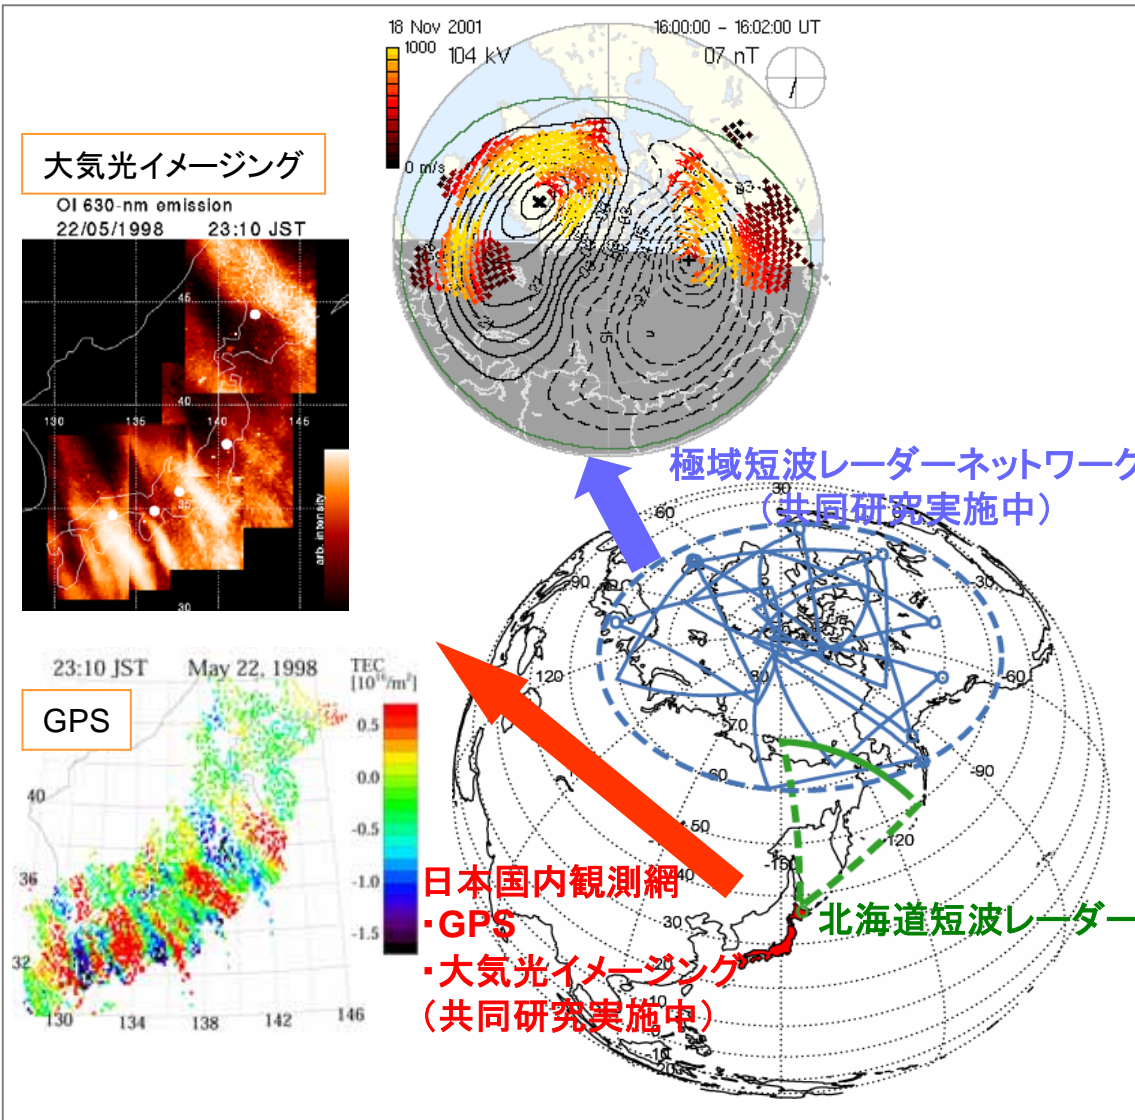 18 Nov 2001
16:00:00 - 16:02:00 UT
1000
104 kV
07 nT
0 m/s
大気光イメージング
OI 630-nm emission
22/05/1998 23:10 JST
45
40
130
135
140
145
35
30
arb. intensity
極域短波レーダーネットワーク
(共同研究実施中)
30
60
90
30
120
80
-60
-70
-60
-90
-50
-120
-150
-40
-30
-20
-10
0
-10
-20
23:10 JST May 22, 1998
TEC
[10¹⁶/m²]
GPS
0.5
0.0
-0.5
-1.0
-1.5
40
36
32
130
134
138
142
146
日本国内観測網
・GPS
・大気光イメージング
(共同研究実施中)
北海道短波レーダー